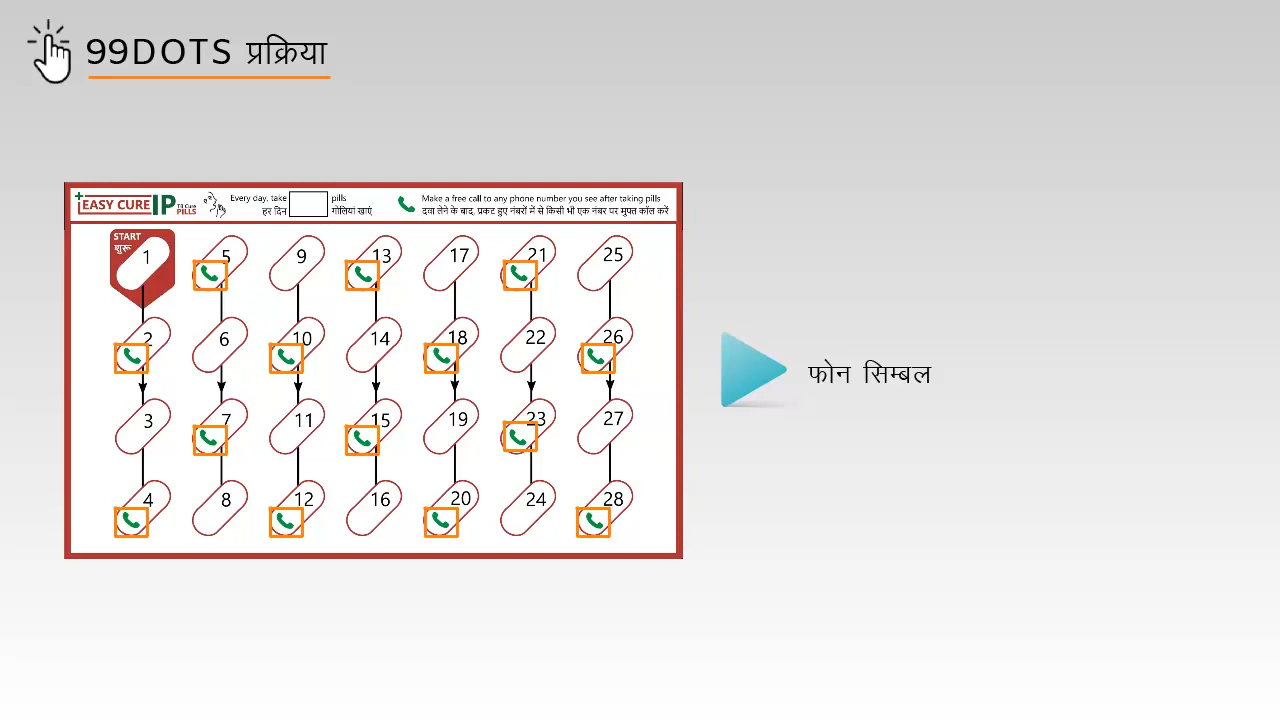 99DOTS प्रक्रिया
EASY CURE IP Till Cure PILLS
Every day, take pills
हर दिन गोलियां खाएं
Make a free call to any phone number you see after taking pills
दवा लेने के बाद, प्रकट हुए नंबरों में से किसी भी एक नंबर पर मुफ्त कॉल करें
START
शुरू
1 5 9 13 17 21 25
2 6 10 14 18 22 26
3 7 11 15 19 23 27
4 8 12 16 20 24 28
फोन सिम्बल